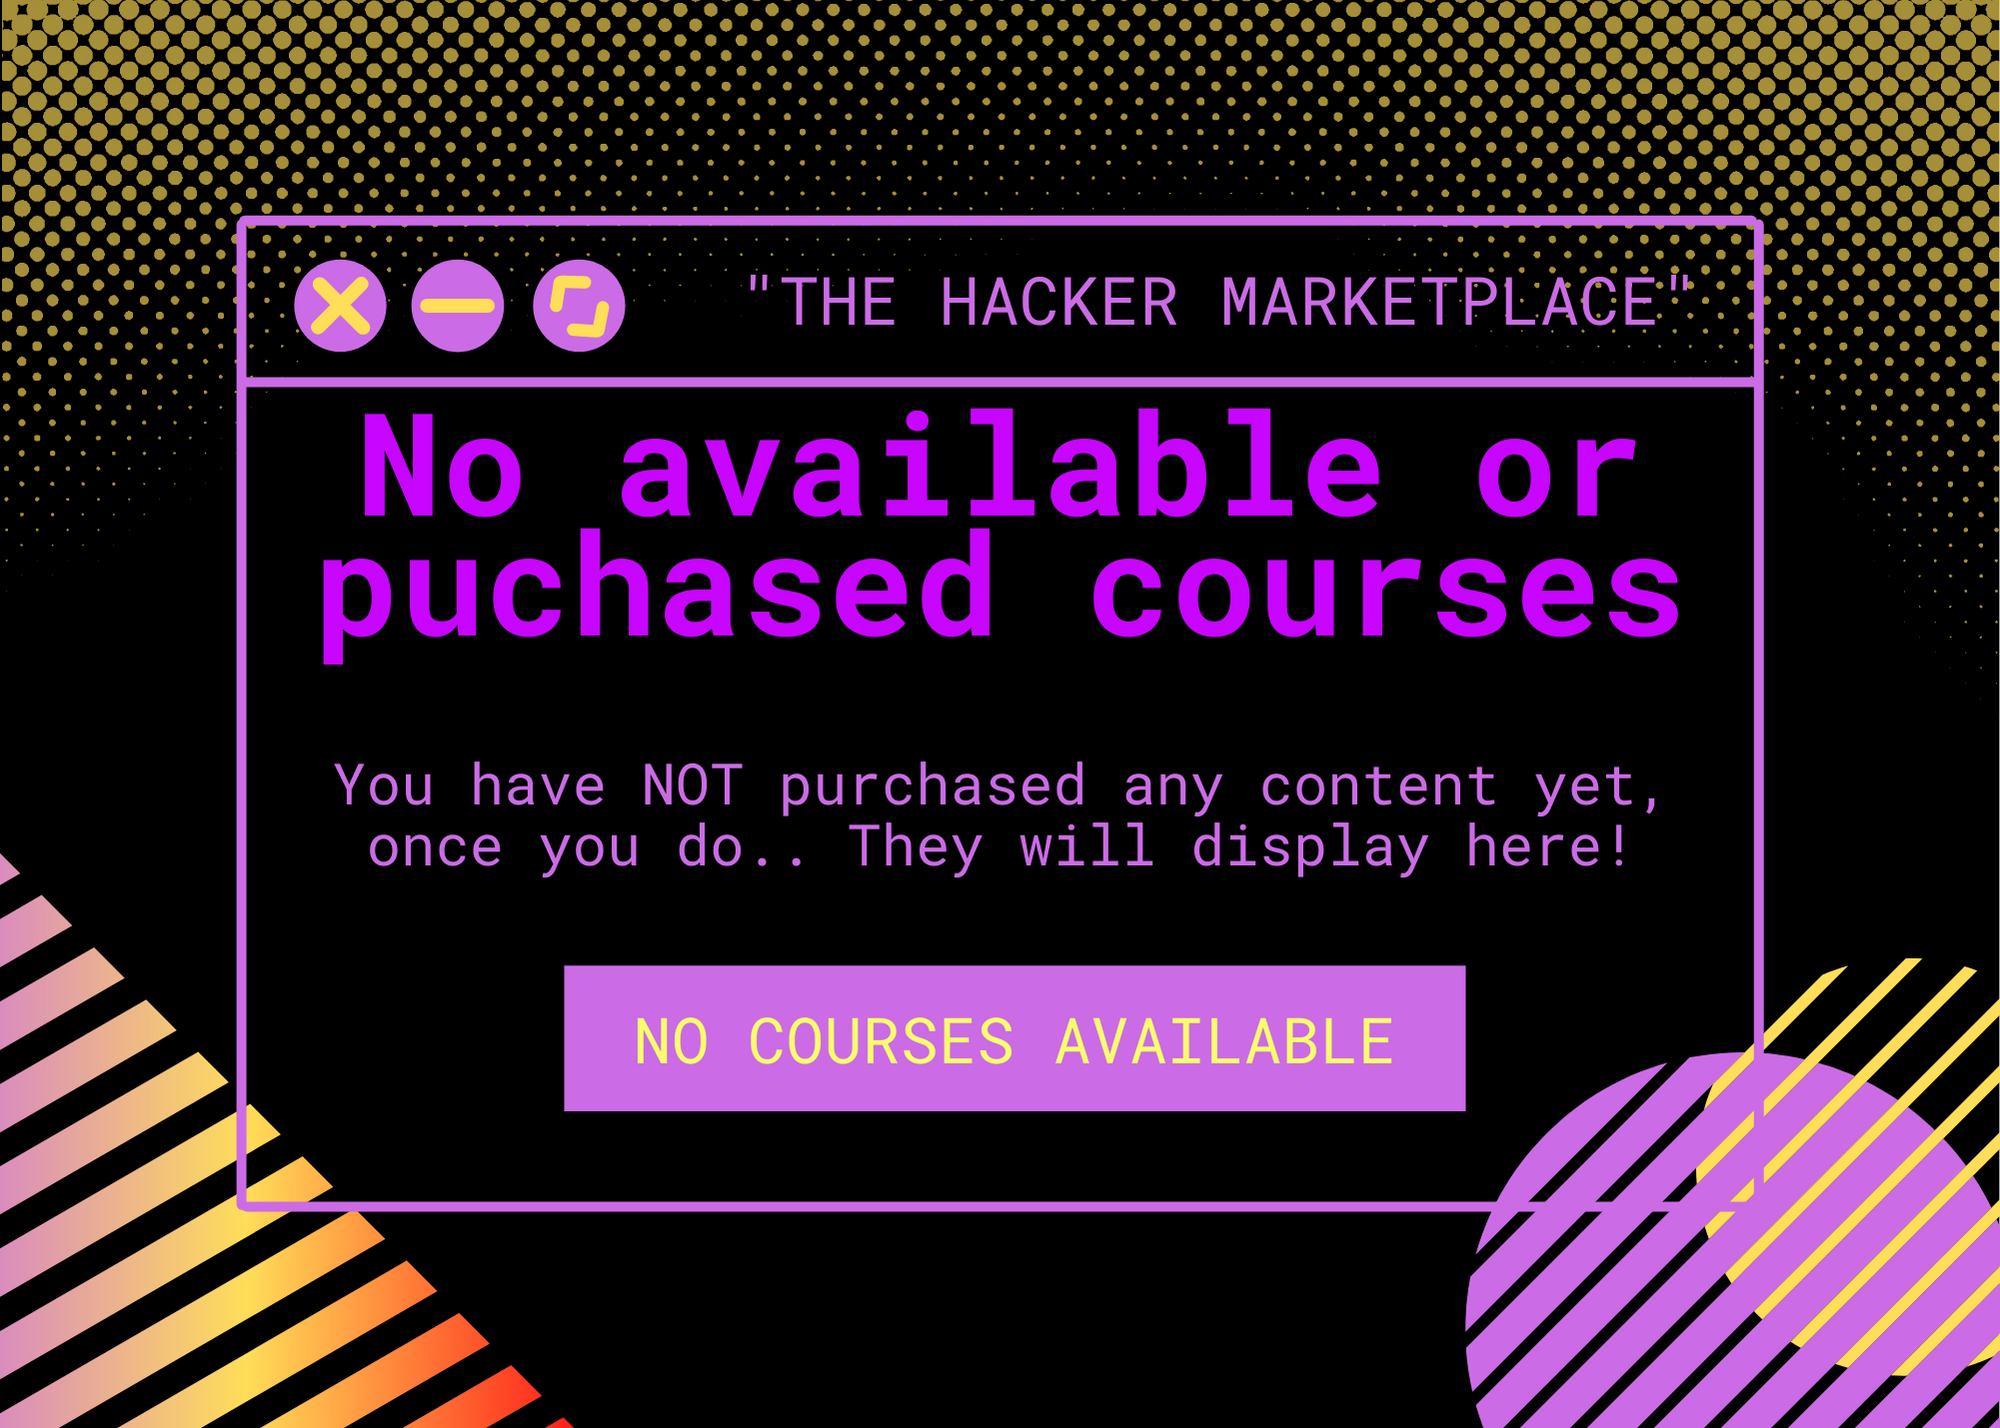 "THE HACKER MARKETPLACE"
No available or
puchased courses
You have NOT purchased any content yet,
once you do.. They will display here!
NO COURSES AVAILABLE